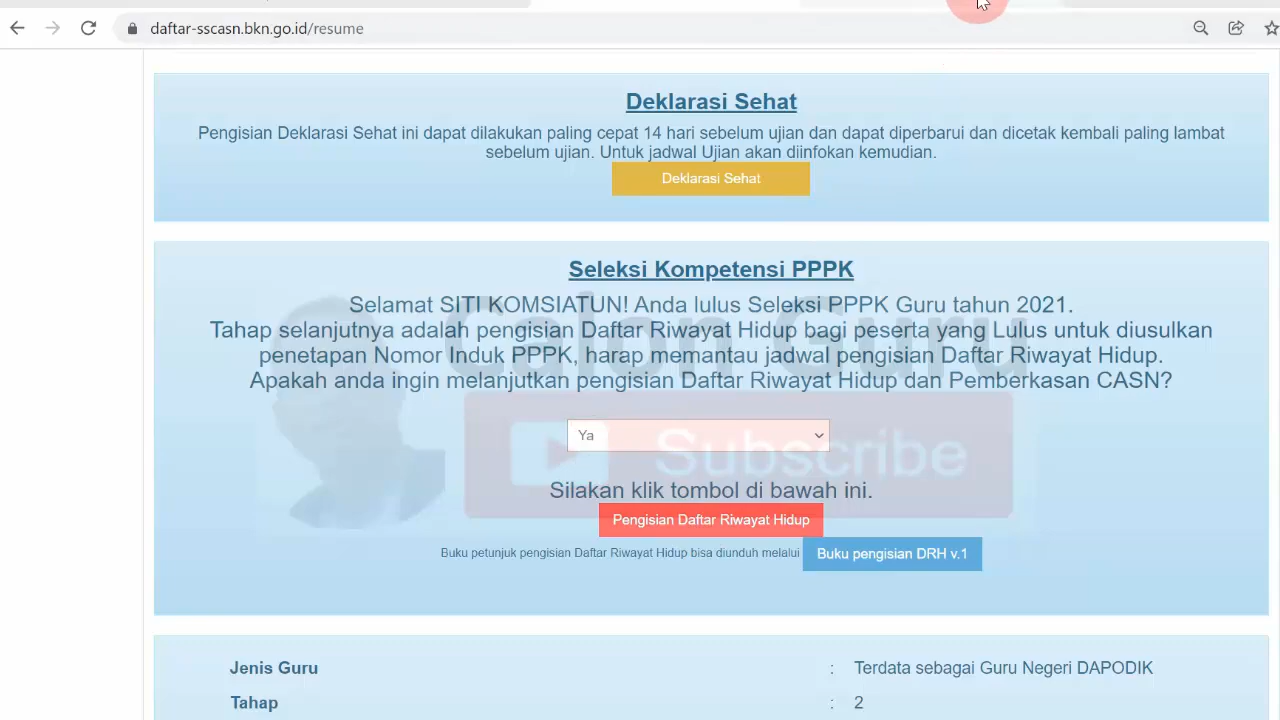 daftar-sscasn.bkn.go.id/resume
Deklarasi Sehat
Pengisian Deklarasi Sehat ini dapat dilakukan paling cepat 14 hari sebelum ujian dan dapat diperbarui dan dicetak kembali paling lambat
sebelum ujian. Untuk jadwal Ujian akan diinfokan kemudian.
Deklarasi Sehat
Seleksi Kompetensi PPPK
Selamat SITI KOMSIATUN! Anda lulus Seleksi PPPK Guru tahun 2021.
Tahap selanjutnya adalah pengisian Daftar Riwayat Hidup bagi peserta yang Lulus untuk diusulkan
penetapan Nomor Induk PPPK, harap memantau jadwal pengisian Daftar Riwayat Hidup.
Apakah anda ingin melanjutkan pengisian Daftar Riwayat Hidup dan Pemberkasan CASN?
Calon Guru
Ya
Subscribe
Silakan klik tombol di bawah ini.
Pengisian Daftar Riwayat Hidup
Buku petunjuk pengisian Daftar Riwayat Hidup bisa diunduh melalui Buku pengisian DRH v.1
Jenis Guru : Terdata sebagai Guru Negeri DAPODIK
Tahap : 2